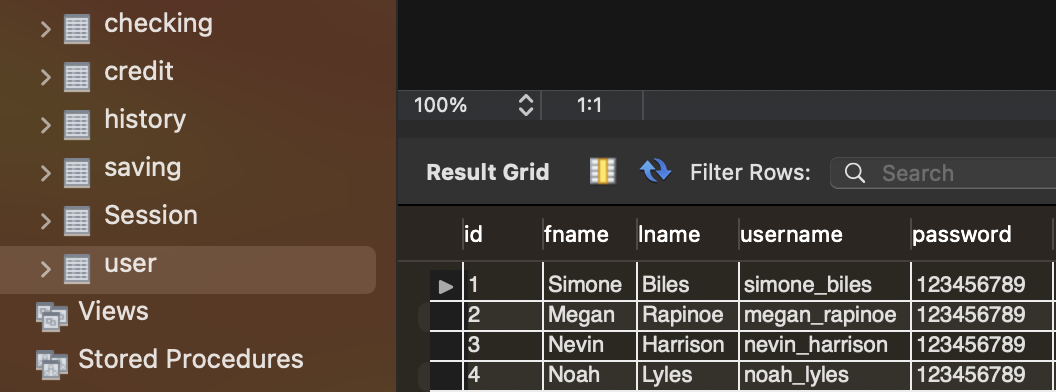 checking
credit
history
saving
Session
user
Views
Stored Procedures
100% 1:1
Result Grid Filter Rows: Search
id fname lname username password
1 Simone Biles simone_biles 123456789
2 Megan Rapinoe megan_rapinoe 123456789
3 Nevin Harrison nevin_harrison 123456789
4 Noah Lyles noah_lyles 123456789